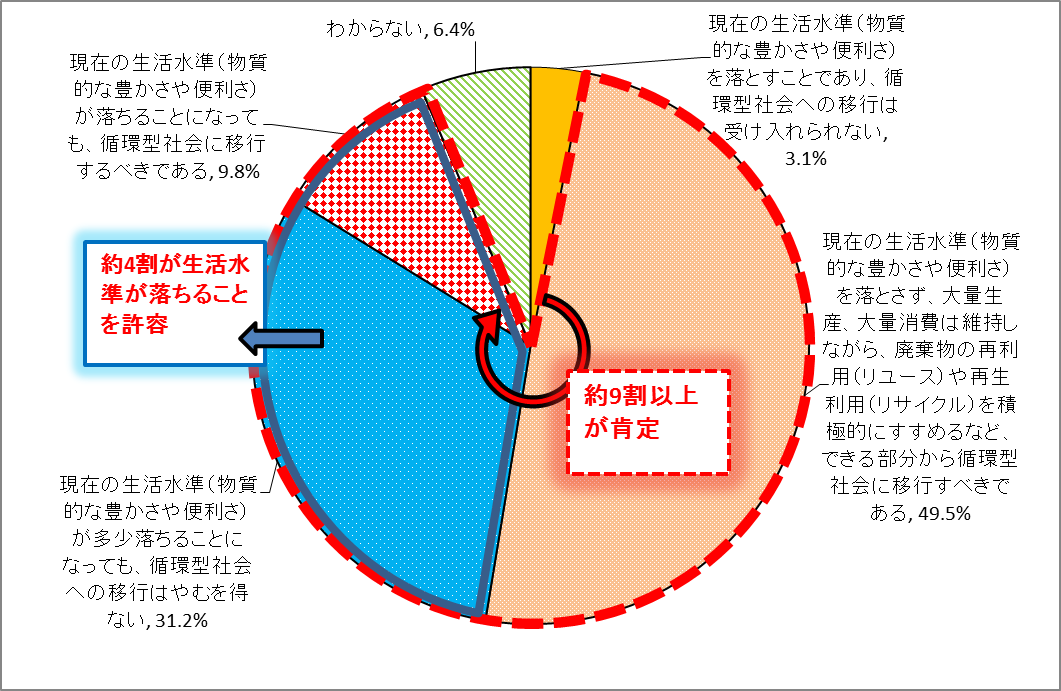 わからない, 6.4%
現在の生活水準（物質
的な豊かさや便利さ）
を落とすことであり、循
環型社会への移行は
受け入れられない,
3.1%
現在の生活水準（物質
的な豊かさや便利さ）
が落ちることになって
も、循環型社会に移行
するべきである, 9.8%
約4割が生活水
準が落ちること
を許容
現在の生活水準（物質
的な豊かさや便利さ）
を落とさず、大量生
産、大量消費は維持し
ながら、廃棄物の再利
用（リユース）や再生
利用（リサイクル）を積
極的にすすめるなど、
できる部分から循環型
社会に移行すべきで
ある, 49.5%
約9割以上
が肯定
現在の生活水準（物質
的な豊かさや便利さ）
が多少落ちることに
なっても、循環型社会
への移行はやむを得
ない, 31.2%